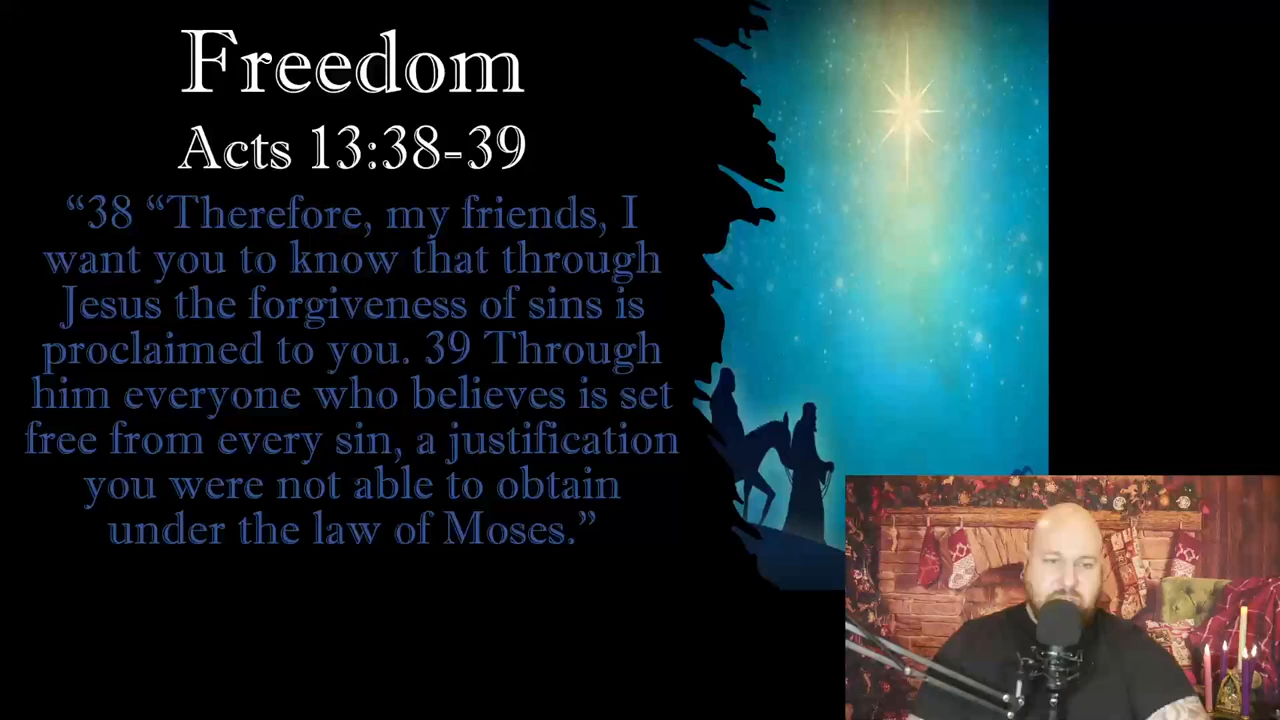 Freedom
Acts 13:38-39
“38 “Therefore, my friends, I
want you to know that through
Jesus the forgiveness of sins is
proclaimed to you. 39 Through
him everyone who believes is set
free from every sin, a justification
you were not able to obtain
under the law of Moses.”